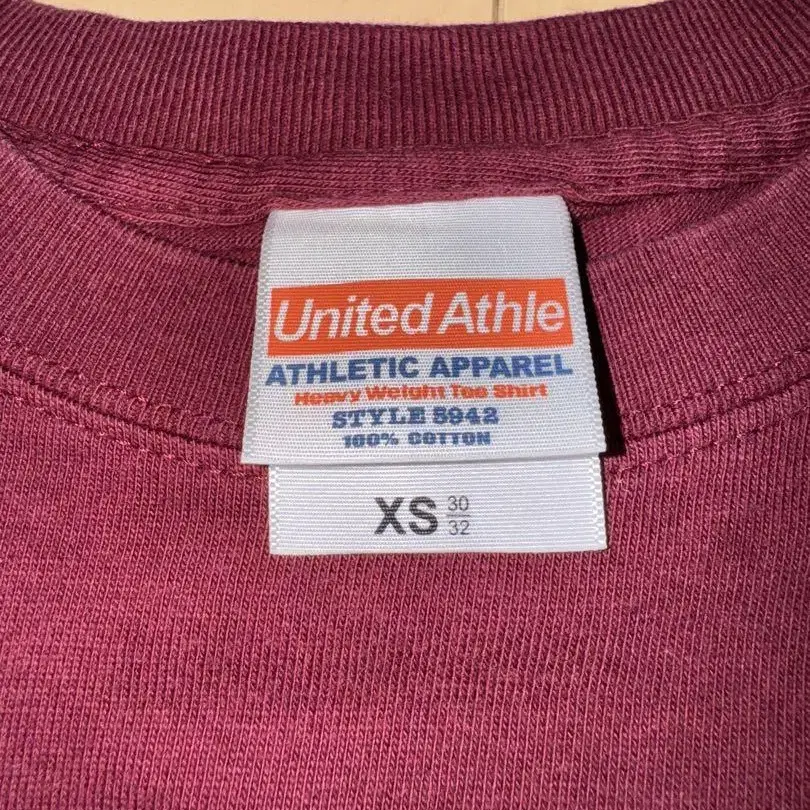 United Athle
ATHLETIC APPAREL
Heavy Weight Tee Shirt
STYLE 5942
100% COTTON
XS 30
32